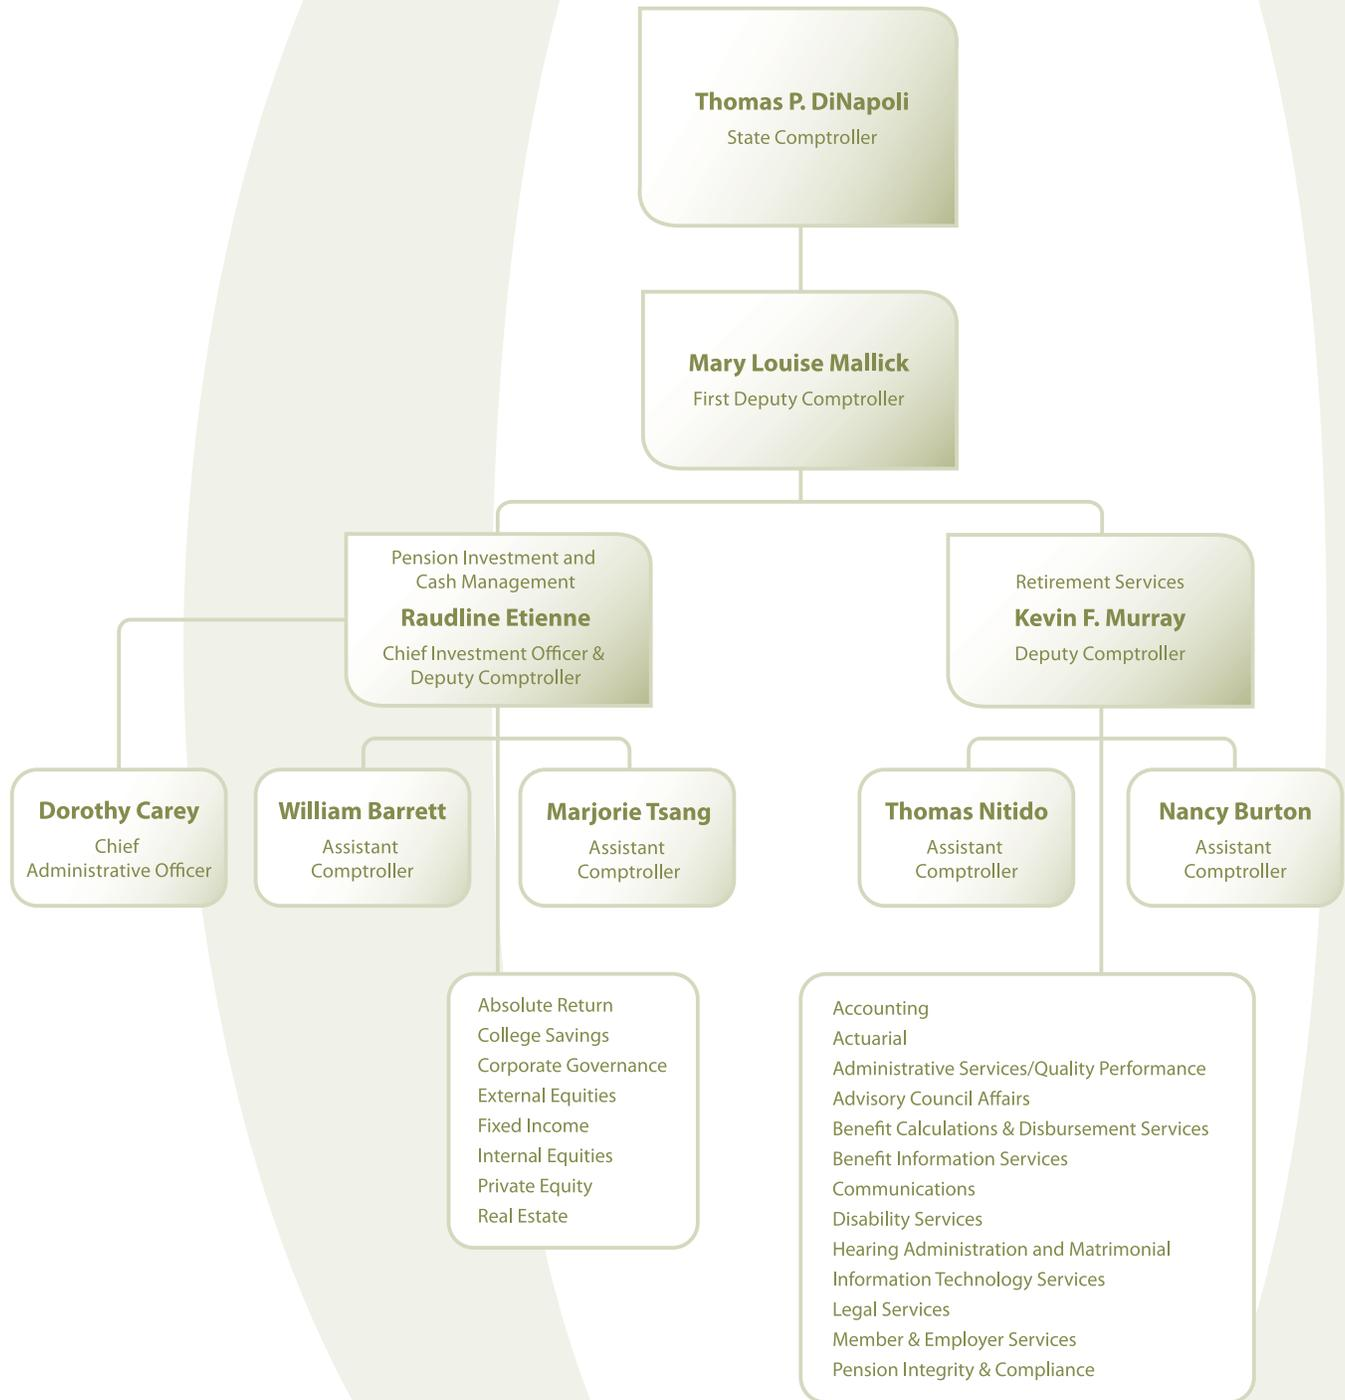 Thomas P. DiNapoli
State Comptroller
Mary Louise Mallick
First Deputy Comptroller
Pension Investment and
Cash Management
Raudline Etienne
Chief Investment Officer &
Deputy Comptroller
Retirement Services
Kevin F. Murray
Deputy Comptroller
Dorothy Carey
Chief
Administrative Officer
William Barrett
Assistant
Comptroller
Marjorie Tsang
Assistant
Comptroller
Thomas Nitido
Assistant
Comptroller
Nancy Burton
Assistant
Comptroller
Absolute Return
College Savings
Corporate Governance
External Equities
Fixed Income
Internal Equities
Private Equity
Real Estate
Accounting
Actuarial
Administrative Services/Quality Performance
Advisory Council Affairs
Benefit Calculations & Disbursement Services
Benefit Information Services
Communications
Disability Services
Hearing Administration and Matrimonial
Information Technology Services
Legal Services
Member & Employer Services
Pension Integrity & Compliance